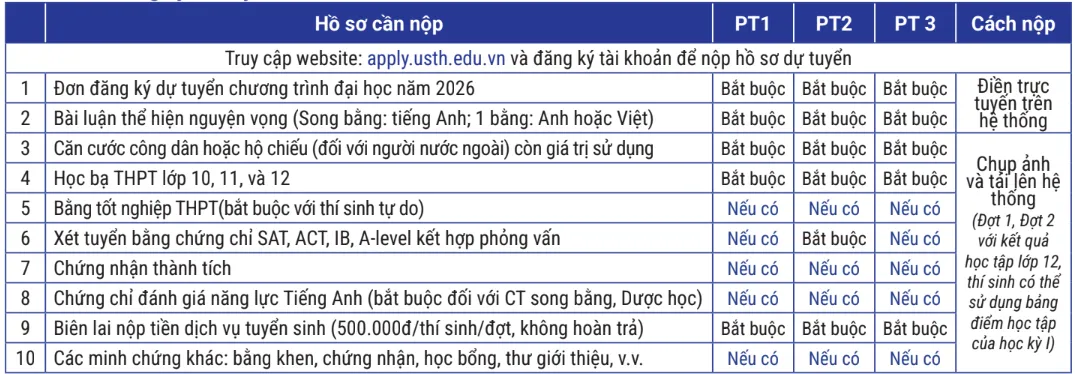 Hồ sơ cần nộp PT1 PT2 PT 3 Cách nộp
Truy cập website: apply.usth.edu.vn và đăng ký tài khoản để nộp hồ sơ dự tuyển
1 Đơn đăng ký dự tuyển chương trình đại học năm 2026 Bắt buộc Bắt buộc Bắt buộc
2 Bài luận thể hiện nguyện vọng (Song bằng: tiếng Anh; 1 bằng: Anh hoặc Việt) Bắt buộc Bắt buộc Bắt buộc
Điền trực
tuyến trên
hệ thống
3 Căn cước công dân hoặc hộ chiếu (đối với người nước ngoài) còn giá trị sử dụng Bắt buộc Bắt buộc Bắt buộc
4 Học bạ THPT lớp 10, 11, và 12 Bắt buộc Bắt buộc Bắt buộc
5 Bằng tốt nghiệp THPT(bắt buộc với thí sinh tự do) Nếu có Nếu có Nếu có
6 Xét tuyển bằng chứng chỉ SAT, ACT, IB, A-level kết hợp phỏng vấn Nếu có Bắt buộc Nếu có
7 Chứng nhận thành tích Nếu có Nếu có Nếu có
8 Chứng chỉ đánh giá năng lực Tiếng Anh (bắt buộc đối với CT song bằng, Dược học) Nếu có Nếu có Nếu có
9 Biên lai nộp tiền dịch vụ tuyển sinh (500.000đ/thí sinh/đợt, không hoàn trả) Bắt buộc Bắt buộc Bắt buộc
10 Các minh chứng khác: bằng khen, chứng nhận, học bổng, thư giới thiệu, v.v. Nếu có Nếu có Nếu có
Chụp ảnh
và tải lên hệ
thống
(Đợt 1, Đợt 2
với kết quả
học tập lớp 12,
thí sinh có thể
sử dụng bảng
điểm học tập
của học kỳ I)